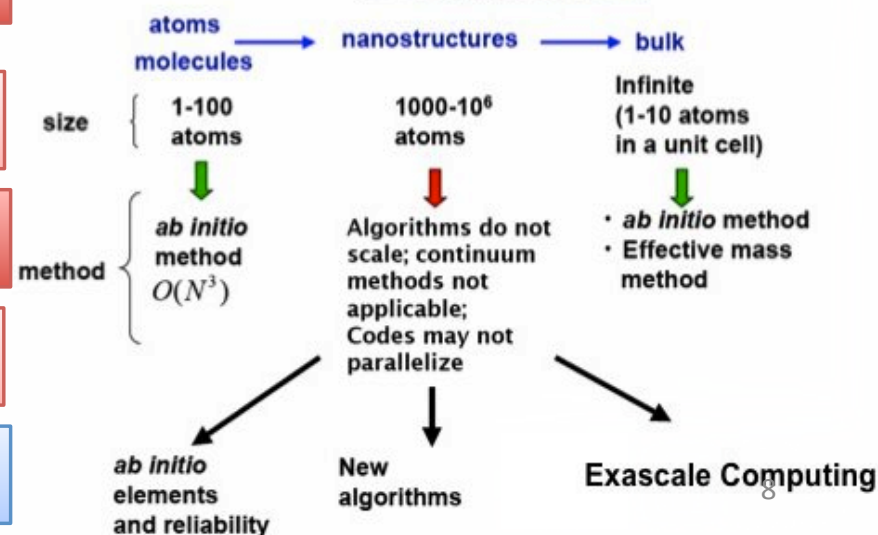 atoms
molecules
nanostructures
bulk
size
1-100
atoms
1000-10⁶
atoms
Infinite
(1-10 atoms
in a unit cell)
method
ab initio
method
O(N³)
Algorithms do not
scale; continuum
methods not
applicable;
Codes may not
parallelize
· ab initio method
· Effective mass
method
ab initio
elements
and reliability
New
algorithms
Exascale Computing
8